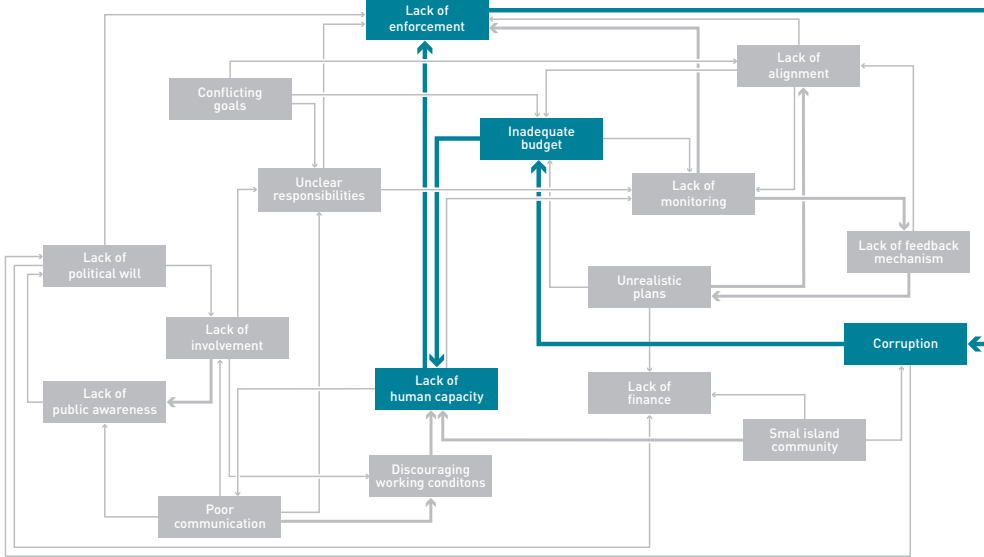 Lack of
enforcement
Lack of
alignment
Conflicting
goals
Inadequate
budget
Unclear
responsibilities
Lack of
monitoring
Lack of feedback
mechanism
Lack of
political will
Unrealistic
plans
Lack of
involvement
Corruption
Lack of
public awareness
Lack of
human capacity
Lack of
finance
Smal island
community
Discouraging
working conditons
Poor
communication